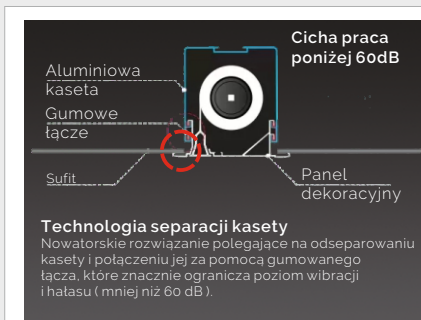 Cicha praca
poniżej 60dB
Aluminiowa
kaseta
Gumowe
łącze
Sufit
Panel
dekoracyjny
Technologia separacji kasety
Nowatorskie rozwiązanie polegające na odseparowaniu
kasety i połączeniu jej za pomocą gumowanego
łącza, które znacznie ogranicza poziom wibracji
i hałasu ( mniej niż 60 dB ).